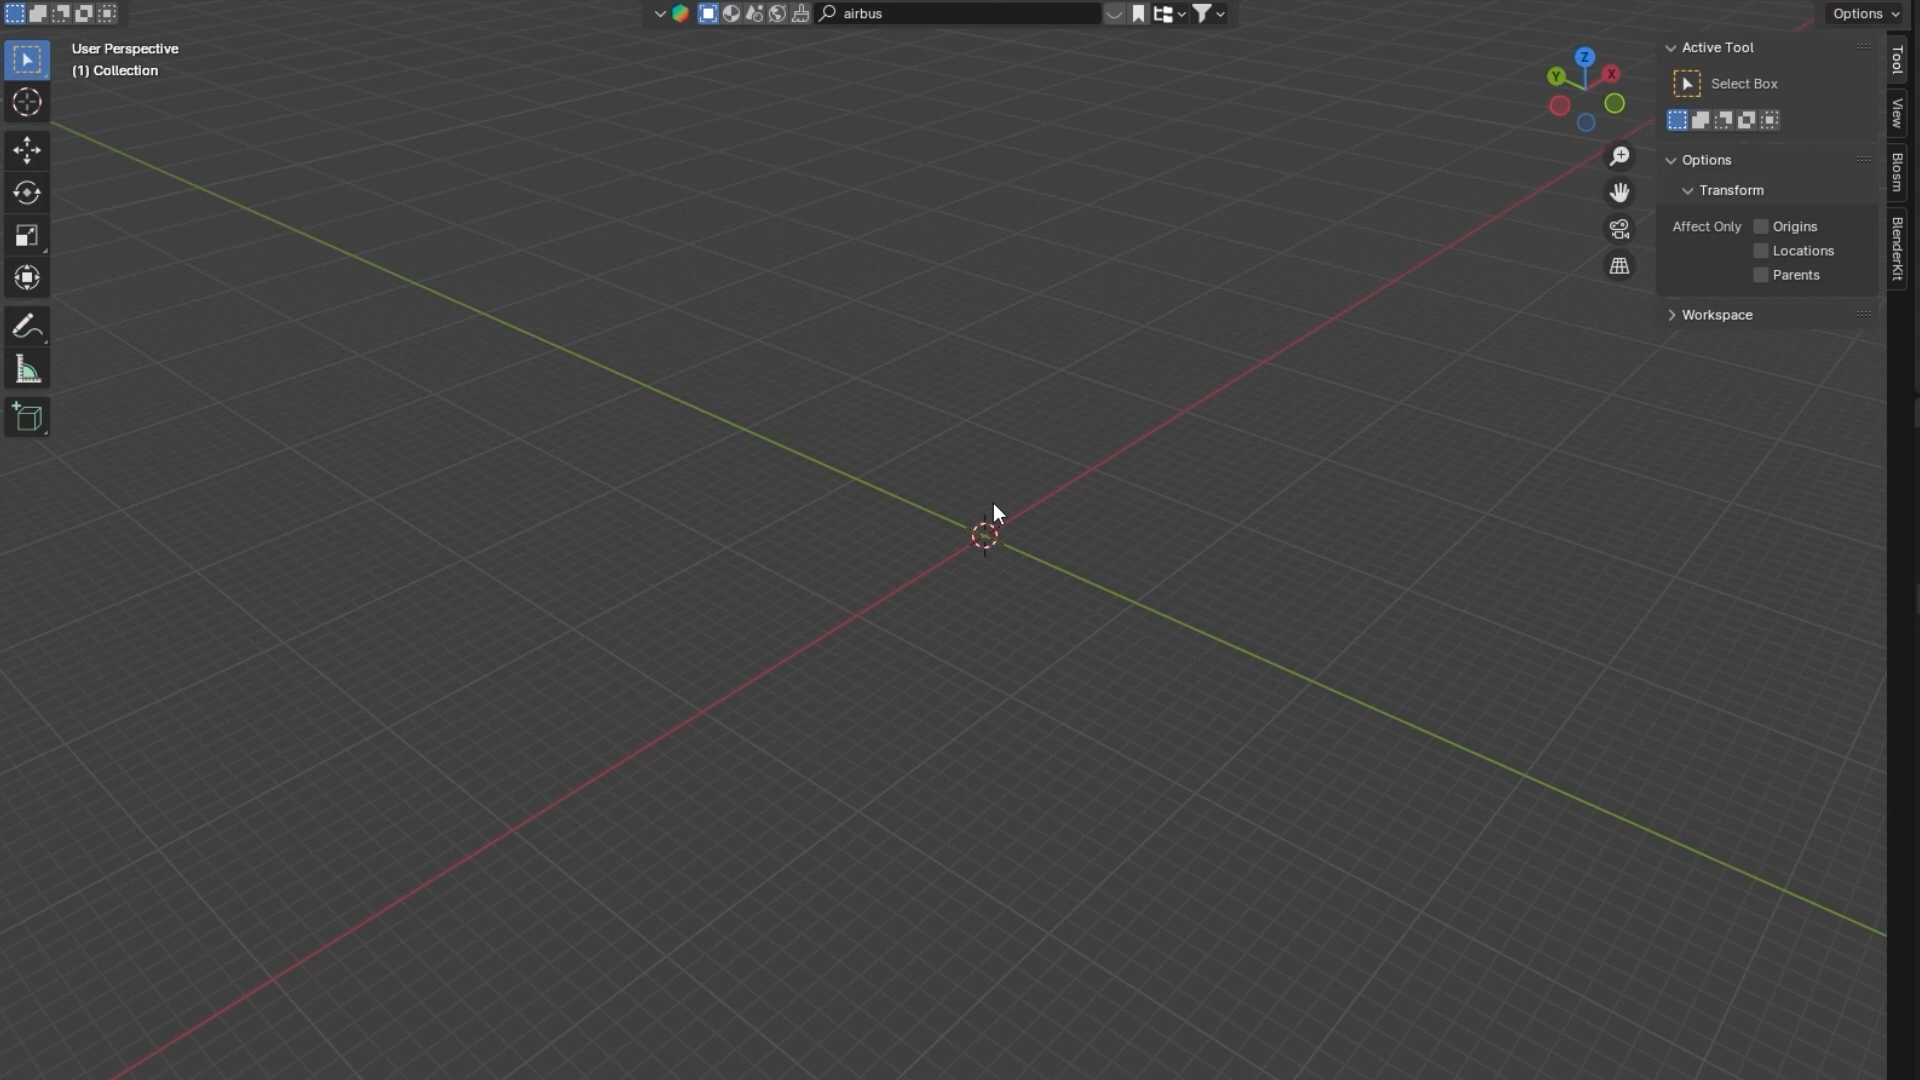 airbus
Options
User Perspective
(1) Collection
Z
Y
X
Active Tool
Select Box
Options
Transform
Affect Only
Origins
Locations
Parents
Workspace
Tool
View
Blosm
BlenderKit